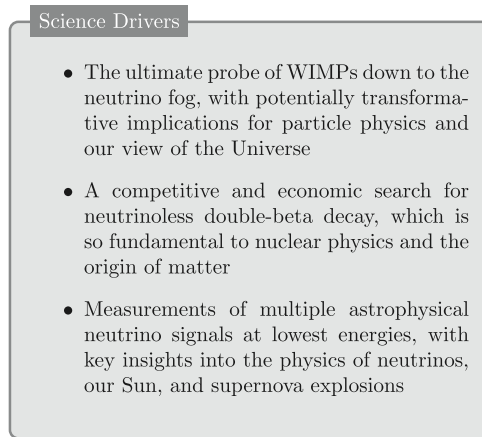 Science Drivers
• The ultimate probe of WIMPs down to the
neutrino fog, with potentially transforma-
tive implications for particle physics and
our view of the Universe
• A competitive and economic search for
neutrinoless double-beta decay, which is
so fundamental to nuclear physics and the
origin of matter
• Measurements of multiple astrophysical
neutrino signals at lowest energies, with
key insights into the physics of neutrinos,
our Sun, and supernova explosions